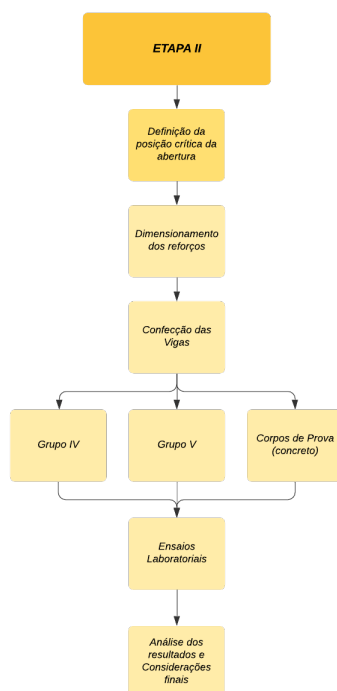 ETAPA II
Definição da
posição crítica da
abertura
Dimensionamento
dos reforços
Confecção das
Vigas
Grupo IV
Grupo V
Corpos de Prova
(concreto)
Ensaios
Laboratoriais
Análise dos
resultados e
Considerações
finais